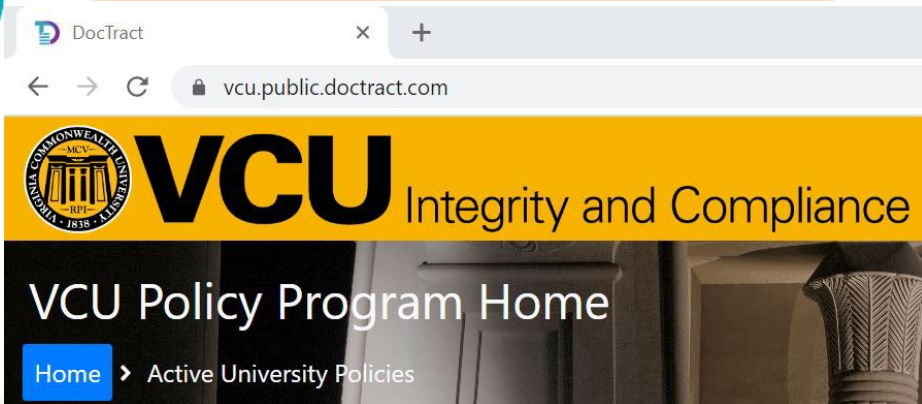 DocTract
vcu.public.doctract.com
VIRGINIA COMMONWEALTH UNIVERSITY
MCV
RPI
1838
VCU Integrity and Compliance
VCU Policy Program Home
Home > Active University Policies